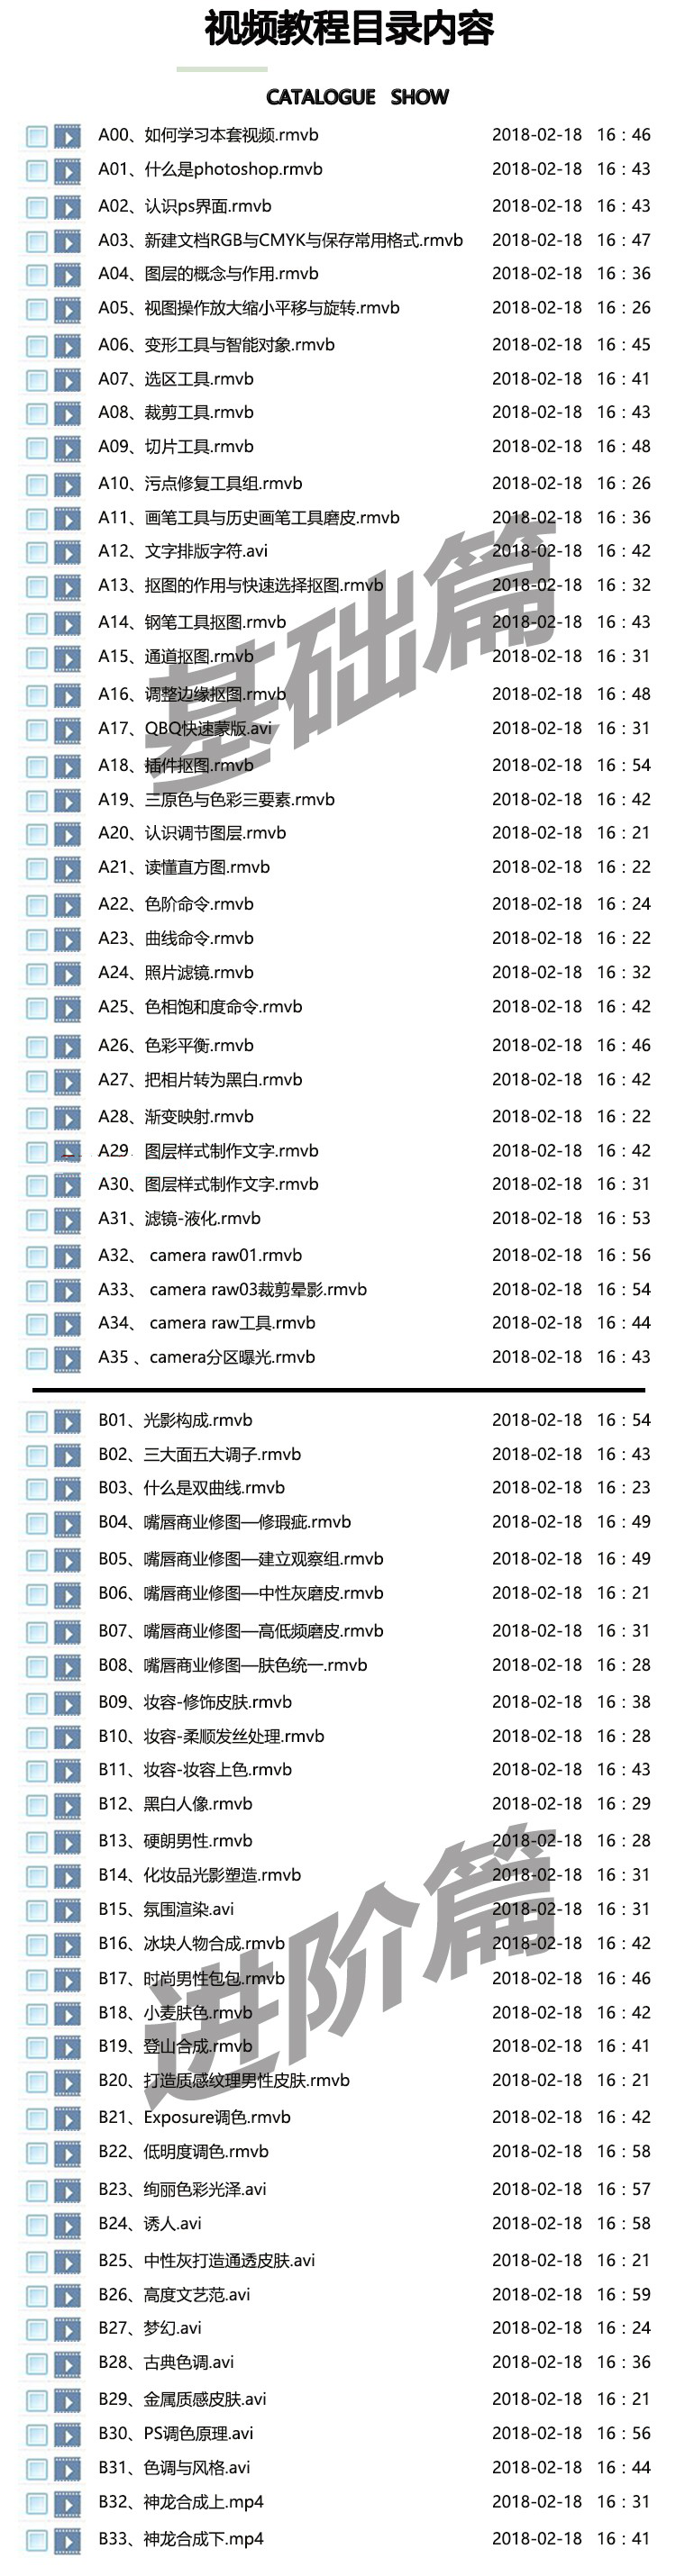 视频教程目录内容
CATALOGUE SHOW
A00、如何学习本套视频.rmvb 2018-02-18 16：46
A01、什么是photoshop.rmvb 2018-02-18 16：43
A02、认识ps界面.rmvb 2018-02-18 16：43
A03、新建文档RGB与CMYK与保存常用格式.rmvb 2018-02-18 16：47
A04、图层的概念与作用.rmvb 2018-02-18 16：36
A05、视图操作放大缩小平移与旋转.rmvb 2018-02-18 16：26
A06、变形工具与智能对象.rmvb 2018-02-18 16：45
A07、选区工具.rmvb 2018-02-18 16：41
A08、裁剪工具.rmvb 2018-02-18 16：43
A09、切片工具.rmvb 2018-02-18 16：48
A10、污点修复工具组.rmvb 2018-02-18 16：26
A11、画笔工具与历史画笔工具磨皮.rmvb 2018-02-18 16：36
A12、文字排版字符.avi 2018-02-18 16：42
A13、抠图的作用与快速选择抠图.rmvb 2018-02-18 16：32
A14、钢笔工具抠图.rmvb 2018-02-18 16：43
A15、通道抠图.rmvb 2018-02-18 16：31
基础篇
A16、调整边缘抠图.rmvb 2018-02-18 16：48
A17、QBQ快速蒙版.avi 2018-02-18 16：31
A18、插件抠图.rmvb 2018-02-18 16：54
A19、三原色与色彩三要素.rmvb 2018-02-18 16：42
A20、认识调节图层.rmvb 2018-02-18 16：21
A21、读懂直方图.rmvb 2018-02-18 16：22
A22、色阶命令.rmvb 2018-02-18 16：24
A23、曲线命令.rmvb 2018-02-18 16：22
A24、照片滤镜.rmvb 2018-02-18 16：32
A25、色相饱和度命令.rmvb 2018-02-18 16：42
A26、色彩平衡.rmvb 2018-02-18 16：46
A27、把相片转为黑白.rmvb 2018-02-18 16：42
A28、渐变映射.rmvb 2018-02-18 16：22
A29 图层样式制作文字.rmvb 2018-02-18 16：42
A30、图层样式制作文字.rmvb 2018-02-18 16：31
A31、滤镜-液化.rmvb 2018-02-18 16：53
A32、 camera raw01.rmvb 2018-02-18 16：56
A33、 camera raw03裁剪晕影.rmvb 2018-02-18 16：54
A34、 camera raw工具.rmvb 2018-02-18 16：44
A35 、camera分区曝光.rmvb 2018-02-18 16：43
B01、光影构成.rmvb 2018-02-18 16：54
B02、三大面五大调子.rmvb 2018-02-18 16：43
B03、什么是双曲线.rmvb 2018-02-18 16：23
B04、嘴唇商业修图—修瑕疵.rmvb 2018-02-18 16：49
B05、嘴唇商业修图—建立观察组.rmvb 2018-02-18 16：49
B06、嘴唇商业修图—中性灰磨皮.rmvb 2018-02-18 16：21
B07、嘴唇商业修图—高低频磨皮.rmvb 2018-02-18 16：31
B08、嘴唇商业修图—肤色统一.rmvb 2018-02-18 16：28
B09、妆容-修饰皮肤.rmvb 2018-02-18 16：38
B10、妆容-柔顺发丝处理.rmvb 2018-02-18 16：28
B11、妆容-妆容上色.rmvb 2018-02-18 16：43
B12、黑白人像.rmvb 2018-02-18 16：29
B13、硬朗男性.rmvb 2018-02-18 16：28
B14、化妆品光影塑造.rmvb 2018-02-18 16：31
B15、氛围渲染.avi 2018-02-18 16：31
B16、冰块人物合成.rmvb 2018-02-18 16：42
进阶篇
B17、时尚男性包包.rmvb 2018-02-18 16：46
B18、小麦肤色.rmvb 2018-02-18 16：42
B19、登山合成.rmvb 2018-02-18 16：41
B20、打造质感纹理男性皮肤.rmvb 2018-02-18 16：21
B21、Exposure调色.rmvb 2018-02-18 16：42
B22、低明度调色.rmvb 2018-02-18 16：58
B23、绚丽色彩光泽.avi 2018-02-18 16：57
B24、诱人.avi 2018-02-18 16：58
B25、中性灰打造通透皮肤.avi 2018-02-18 16：21
B26、高度文艺范.avi 2018-02-18 16：59
B27、梦幻.avi 2018-02-18 16：24
B28、古典色调.avi 2018-02-18 16：36
B29、金属质感皮肤.avi 2018-02-18 16：21
B30、PS调色原理.avi 2018-02-18 16：56
B31、色调与风格.avi 2018-02-18 16：44
B32、神龙合成上.mp4 2018-02-18 16：31
B33、神龙合成下.mp4 2018-02-18 16：41